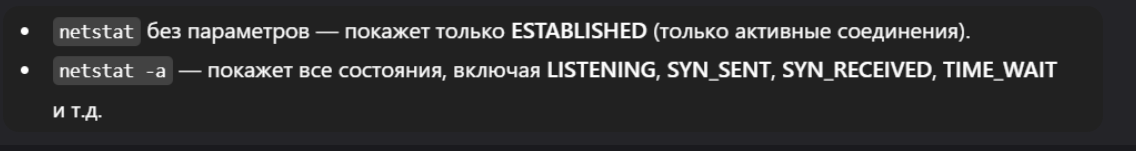 • netstat без параметров — покажет только ESTABLISHED (только активные соединения).
• netstat -a — покажет все состояния, включая LISTENING, SYN_SENT, SYN_RECEIVED, TIME_WAIT
и т.д.